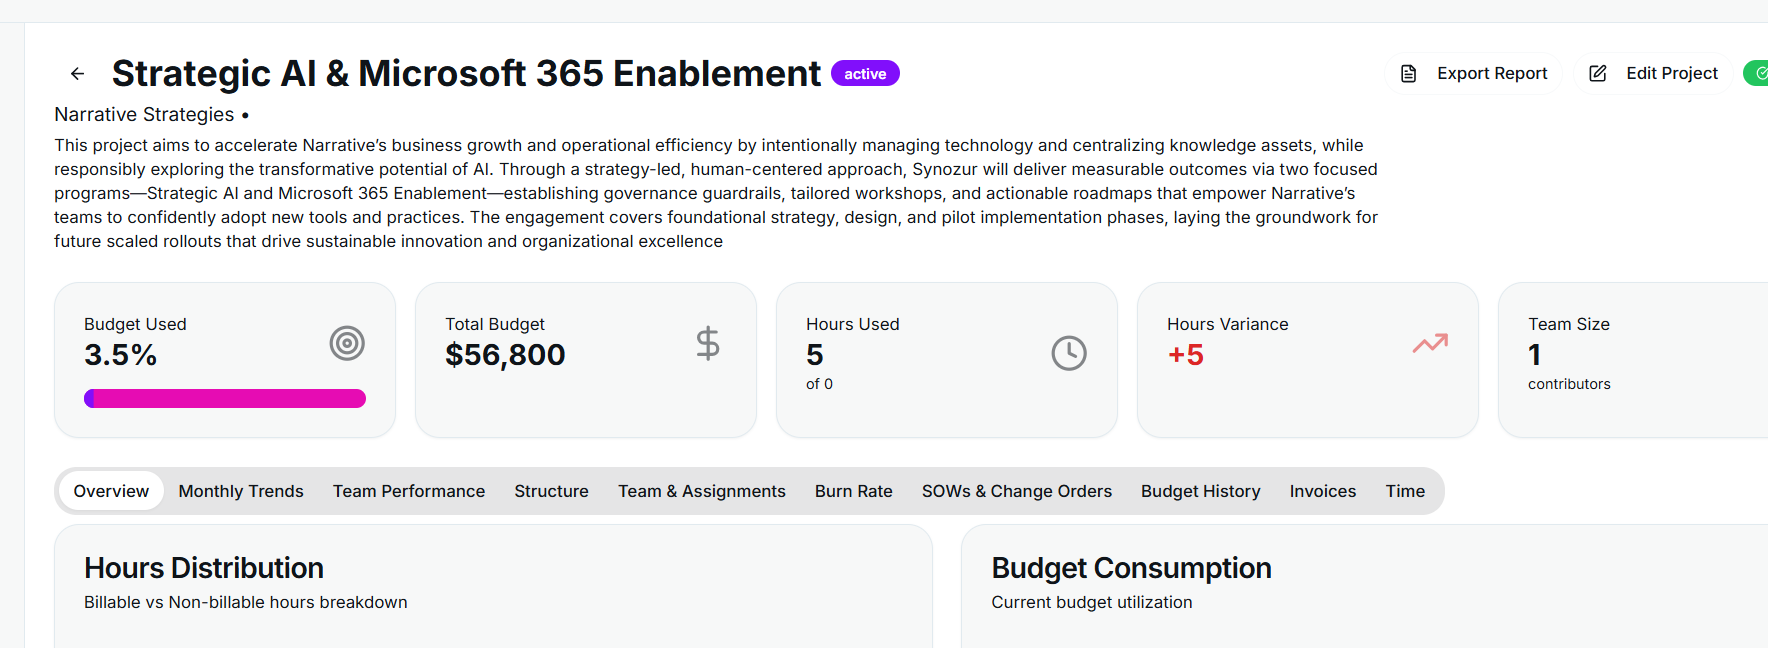 Strategic AI & Microsoft 365 Enablement
active
Export Report
Edit Project
Narrative Strategies •
This project aims to accelerate Narrative’s business growth and operational efficiency by intentionally managing technology and centralizing knowledge assets, while
responsibly exploring the transformative potential of AI. Through a strategy-led, human-centered approach, Synozur will deliver measurable outcomes via two focused
programs—Strategic AI and Microsoft 365 Enablement—establishing governance guardrails, tailored workshops, and actionable roadmaps that empower Narrative’s
teams to confidently adopt new tools and practices. The engagement covers foundational strategy, design, and pilot implementation phases, laying the groundwork for
future scaled rollouts that drive sustainable innovation and organizational excellence
Budget Used
3.5%
Total Budget
$56,800
Hours Used
5
of 0
Hours Variance
+5
Team Size
1
contributors
Overview
Monthly Trends
Team Performance
Structure
Team & Assignments
Burn Rate
SOWs & Change Orders
Budget History
Invoices
Time
Hours Distribution
Billable vs Non-billable hours breakdown
Budget Consumption
Current budget utilization